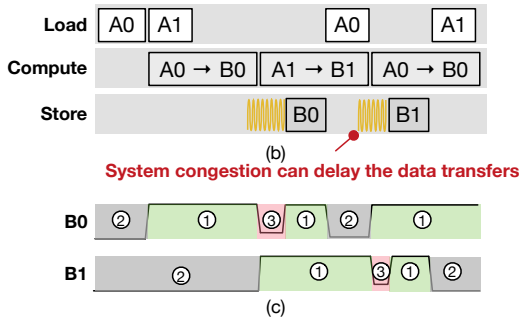 Load A0 A1 A0 A1
Compute A0 → B0 A1 → B1 A0 → B0
Store B0 B1
(b)
System congestion can delay the data transfers
B0 ② ① ③ ① ② ①
B1 ② ① ③ ① ②
(c)